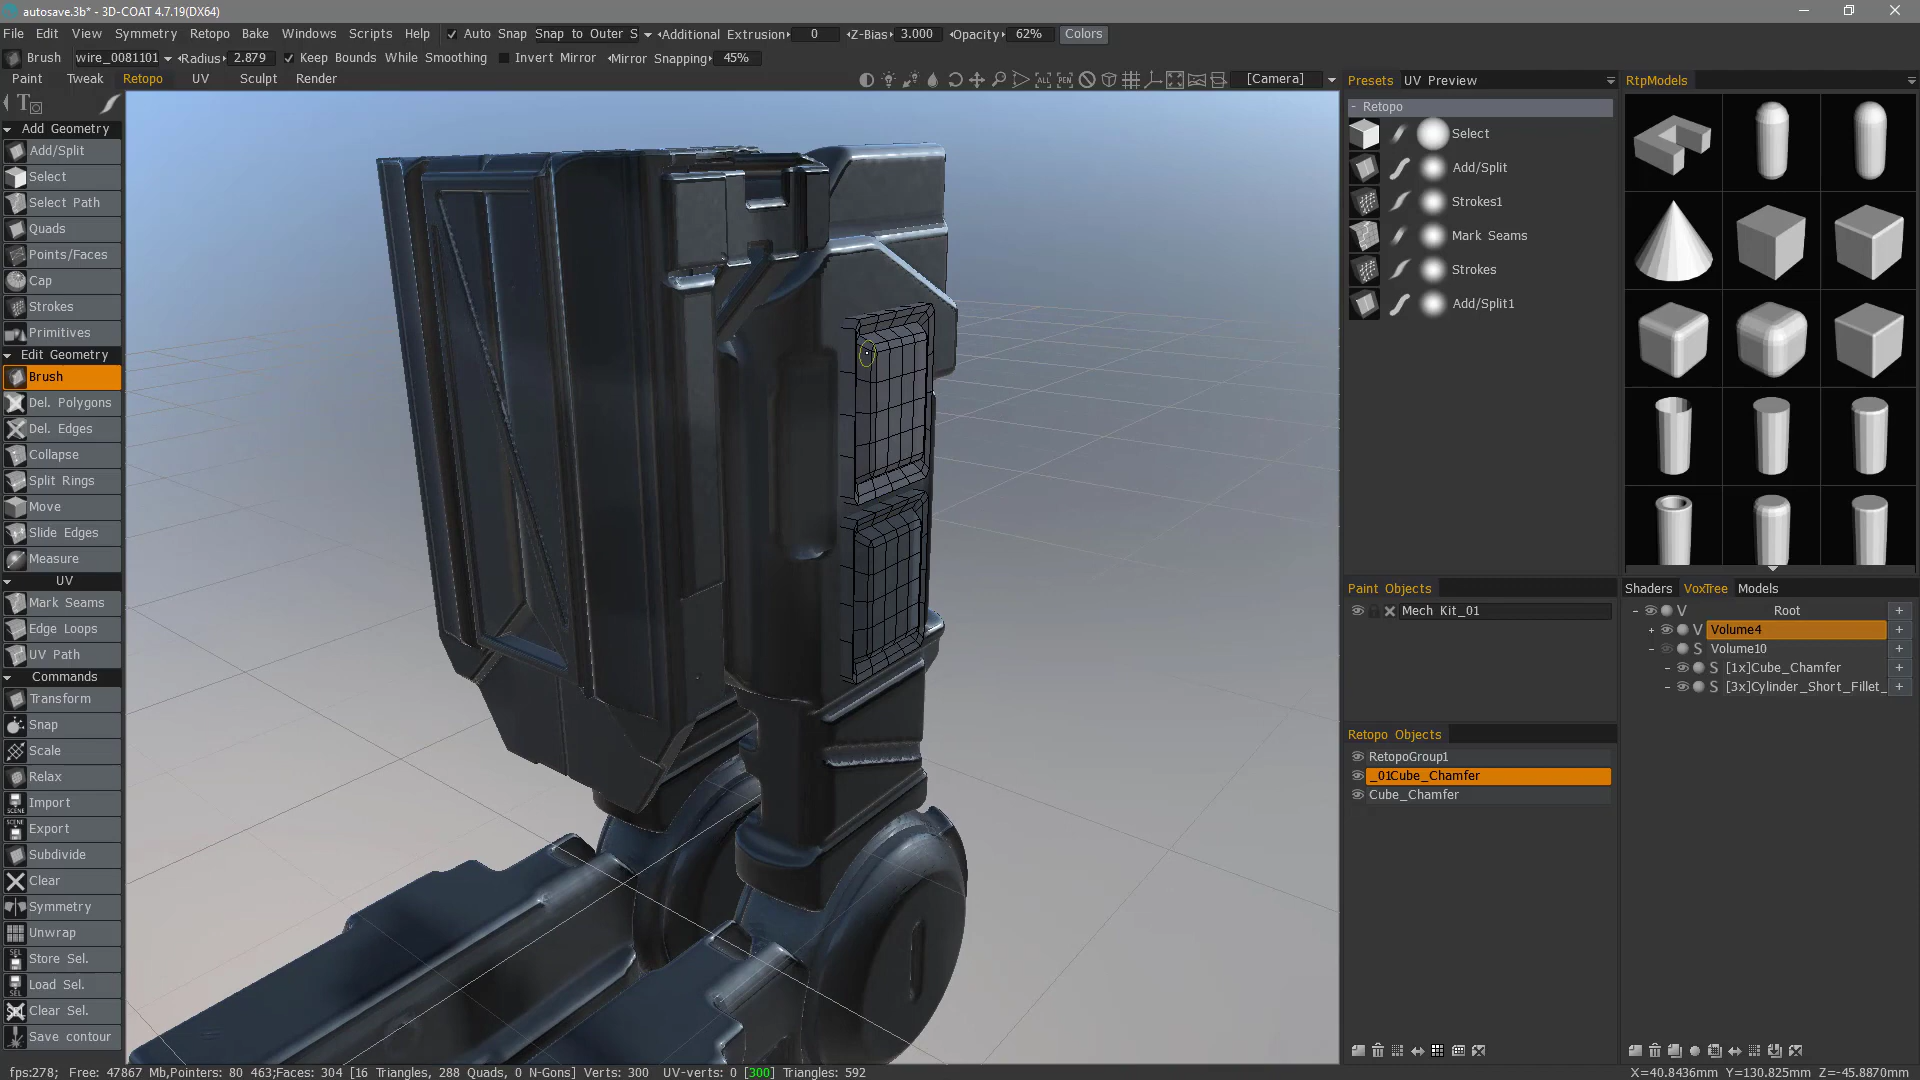 autosave.3b* - 3D-COAT 4.7.19(DX64)
File Edit View Symmetry Retopo Bake Windows Scripts Help Auto Snap Snap to Outer S Additional Extrusion 0 Z-Bias 3.000 Opacity 62% Colors
Brush wire_0081101 Radius 2.879 Keep Bounds While Smoothing Invert Mirror Mirror Snapping 45%
Paint Tweak Retopo UV Sculpt Render [Camera]
Add Geometry
Add/Split
Select
Select Path
Quads
Points/Faces
Cap
Strokes
Primitives
Edit Geometry
Brush
Del. Polygons
Del. Edges
Collapse
Split Rings
Move
Slide Edges
Measure
UV
Mark Seams
Edge Loops
UV Path
Commands
Transform
Snap
Scale
Relax
Import
Export
Subdivide
Clear
Symmetry
Unwrap
Store Sel.
Load Sel.
Clear Sel.
Save contour
Presets UV Preview
- Retopo
Select
Add/Split
Strokes1
Mark Seams
Strokes
Add/Split1
Paint Objects
Mech Kit_01
Retopo Objects
RetopoGroup1
_01Cube_Chamfer
Cube_Chamfer
RtpModels
Shaders VoxTree Models
- V Root +
+ V Volume4 +
- S Volume10 +
- S [1x]Cube_Chamfer +
- S [3x]Cylinder_Short_Fillet_ +
fps:278; Free: 47867 Mb,Pointers: 80 463;Faces: 304 [16 Triangles, 288 Quads, 0 N-Gons] Verts: 300 UV-verts: 0 [300] Triangles: 592
X=40.8436mm Y=130.825mm Z=-45.8870mm